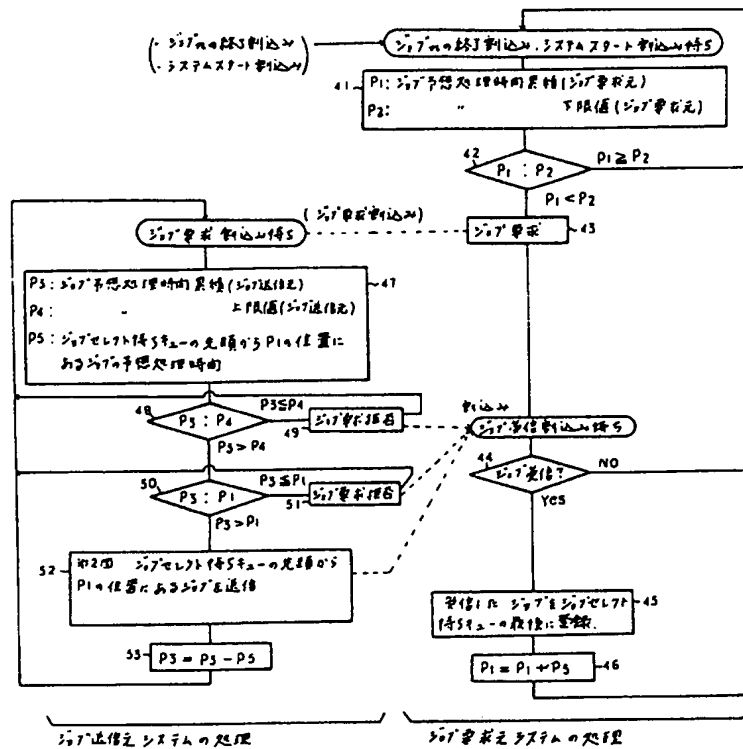 (・ジョブnの終了割込み
・システムスタート割込み)
ジョブnの終了割込み・システムスタート割込み待ち
41
P1:ジョブ予想処理時間累積(ジョブ要求元)
P2: 〃 下限値(ジョブ要求元)
42
P1:P2
P1≧P2
P1<P2
ジョブ要求
43
(ジョブ要求割込み)
ジョブ要求割込み待ち
P3:ジョブ予想処理時間累積(ジョブ送信元)
P4 〃 上限値(ジョブ送信元)
P5:ジョブセレクト待ちキューの先頭からP1の位置に
あるジョブの予想処理時間
47
48
P3:P4
P3≦P4
49
ジョブ要求拒否
P3>P4
50
P3:P1
P3≦P1
51
ジョブ要求拒否
P3>P1
割込み
ジョブ受信割込み待ち
44
ジョブ受信?
NO
YES
52
ジョブセレクト待ちキューの先頭から
P1の位置にあるジョブを送信
53
P3=P3-P5
受信したジョブをジョブセレクト
待ちキューの最後に登録.
45
P1=P1+P5
46
ジョブ送信元システムの処理
ジョブ要求元システムの処理